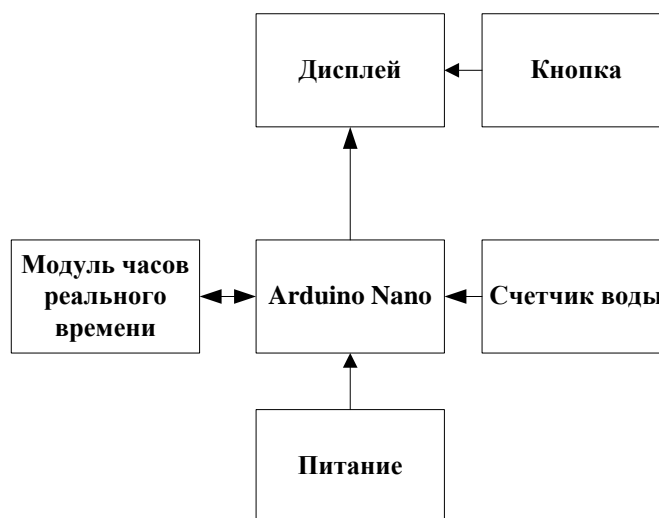 Дисплей
Кнопка
Модуль часов
реального
времени
Arduino Nano
Счетчик воды
Питание